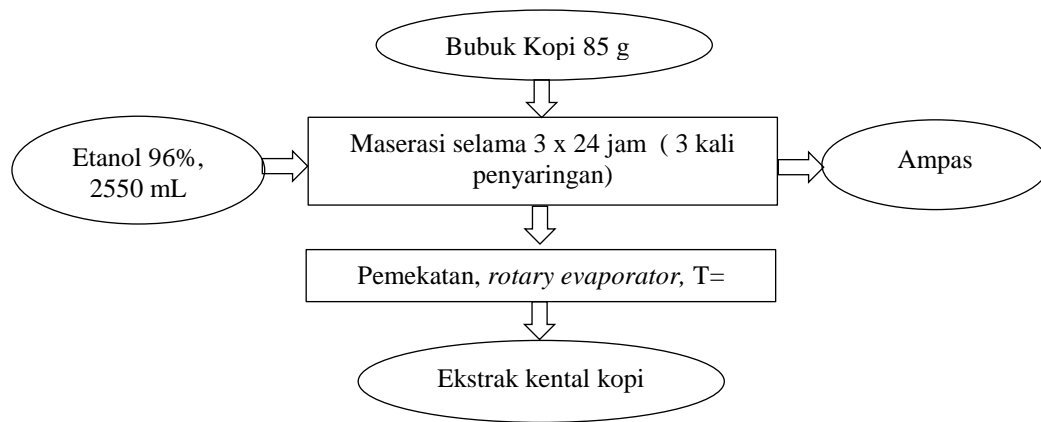 Bubuk Kopi 85 g
Etanol 96%,
2550 mL
Maserasi selama 3 x 24 jam ( 3 kali
penyaringan)
Ampas
Pemekatan, rotary evaporator, T=
Ekstrak kental kopi